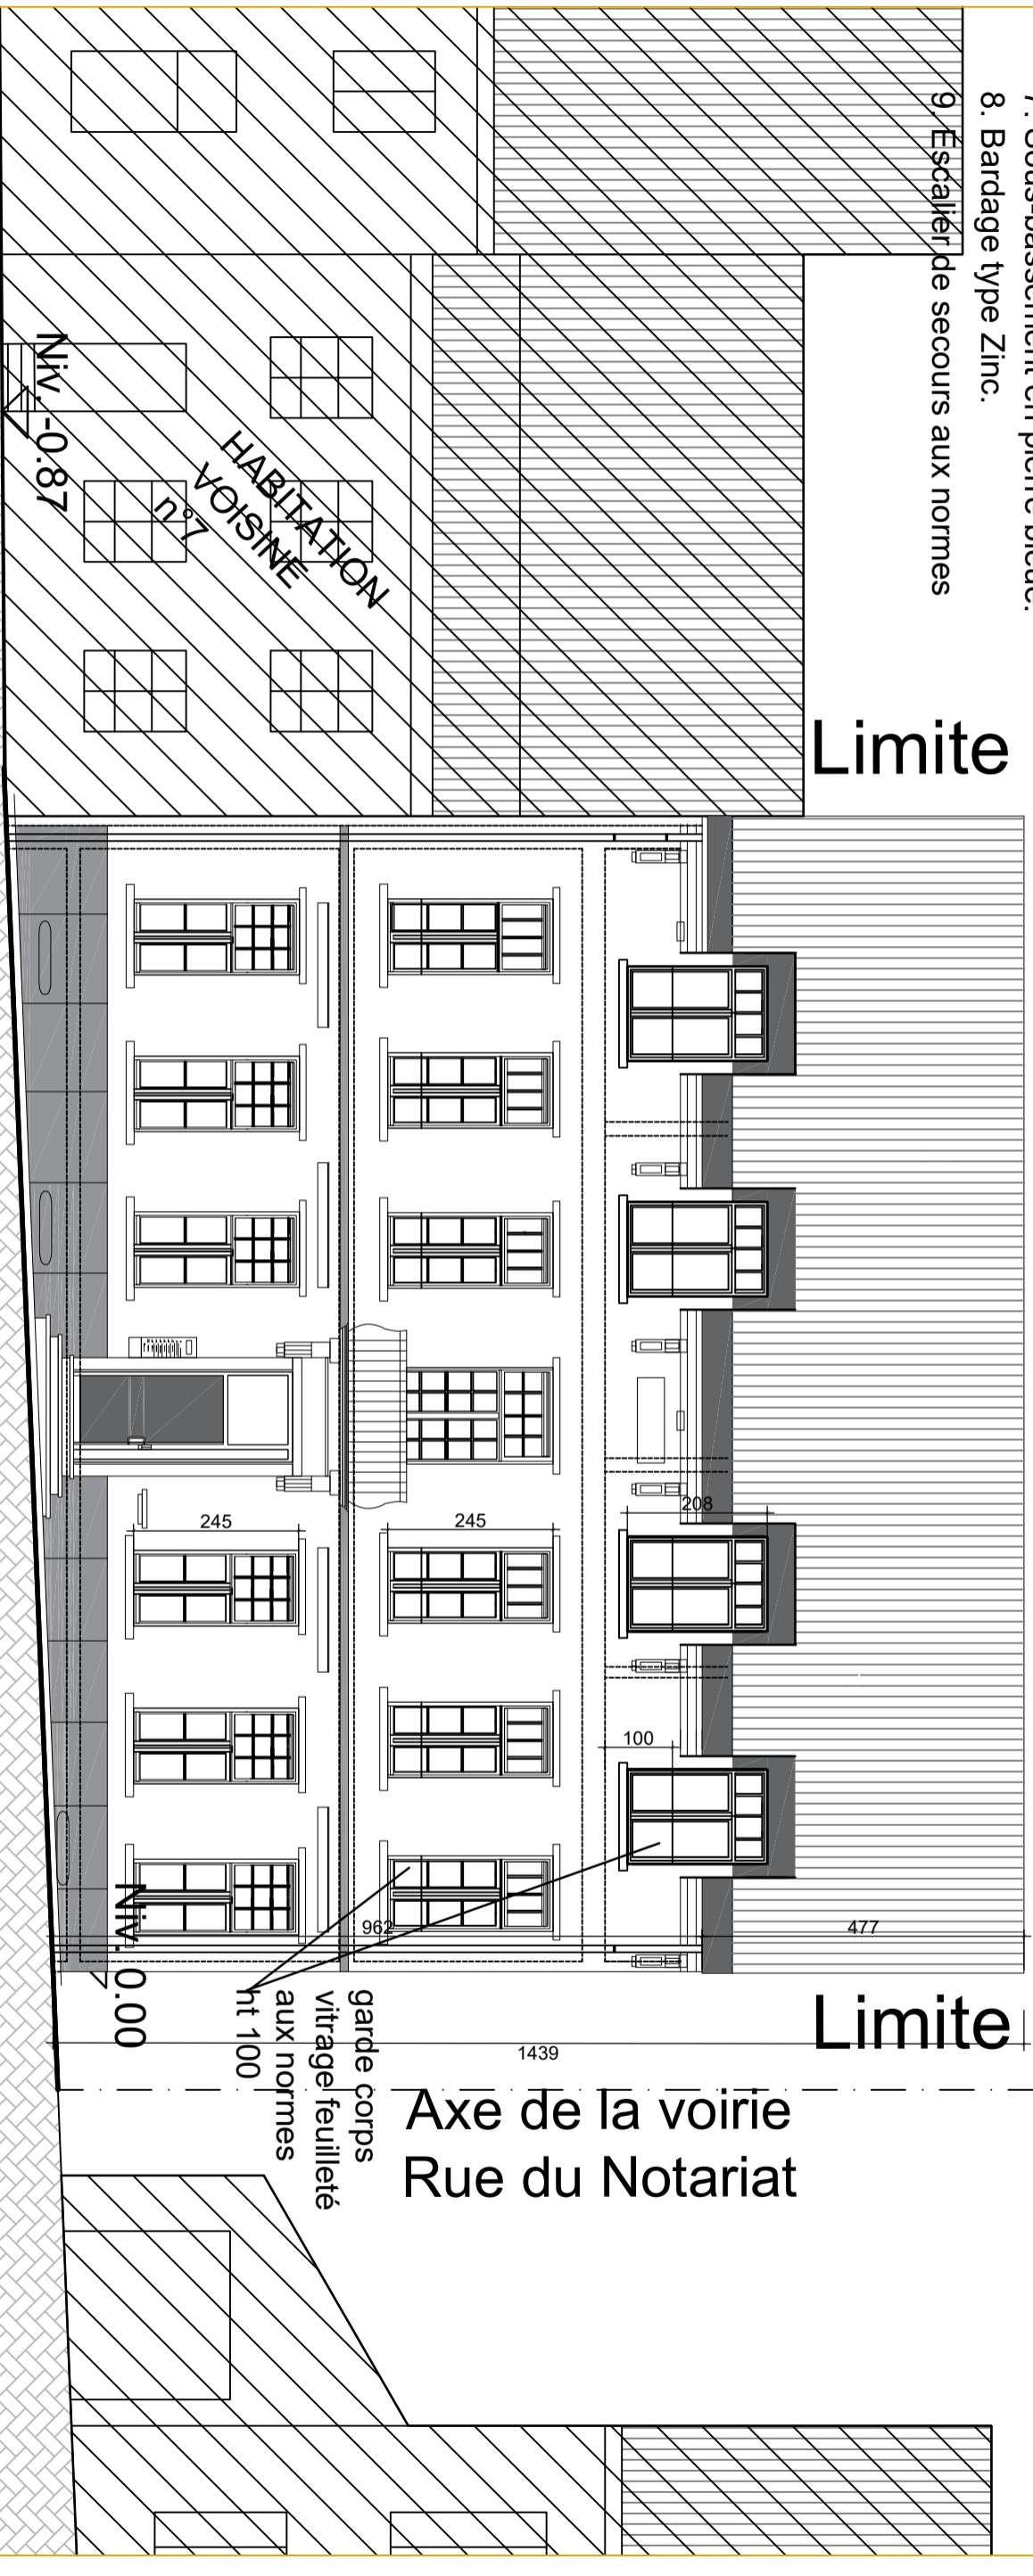 8. Bardage type Zinc.
9. Escalier de secours aux normes
Limite
HABITATION
VOISINE
n°7
Niv. -0.87
208
245
245
100
477
962
Niv. 0.00
Limite
garde corps
vitrage feuilleté
aux normes
ht 100
1439
Axe de la voirie
Rue du Notariat